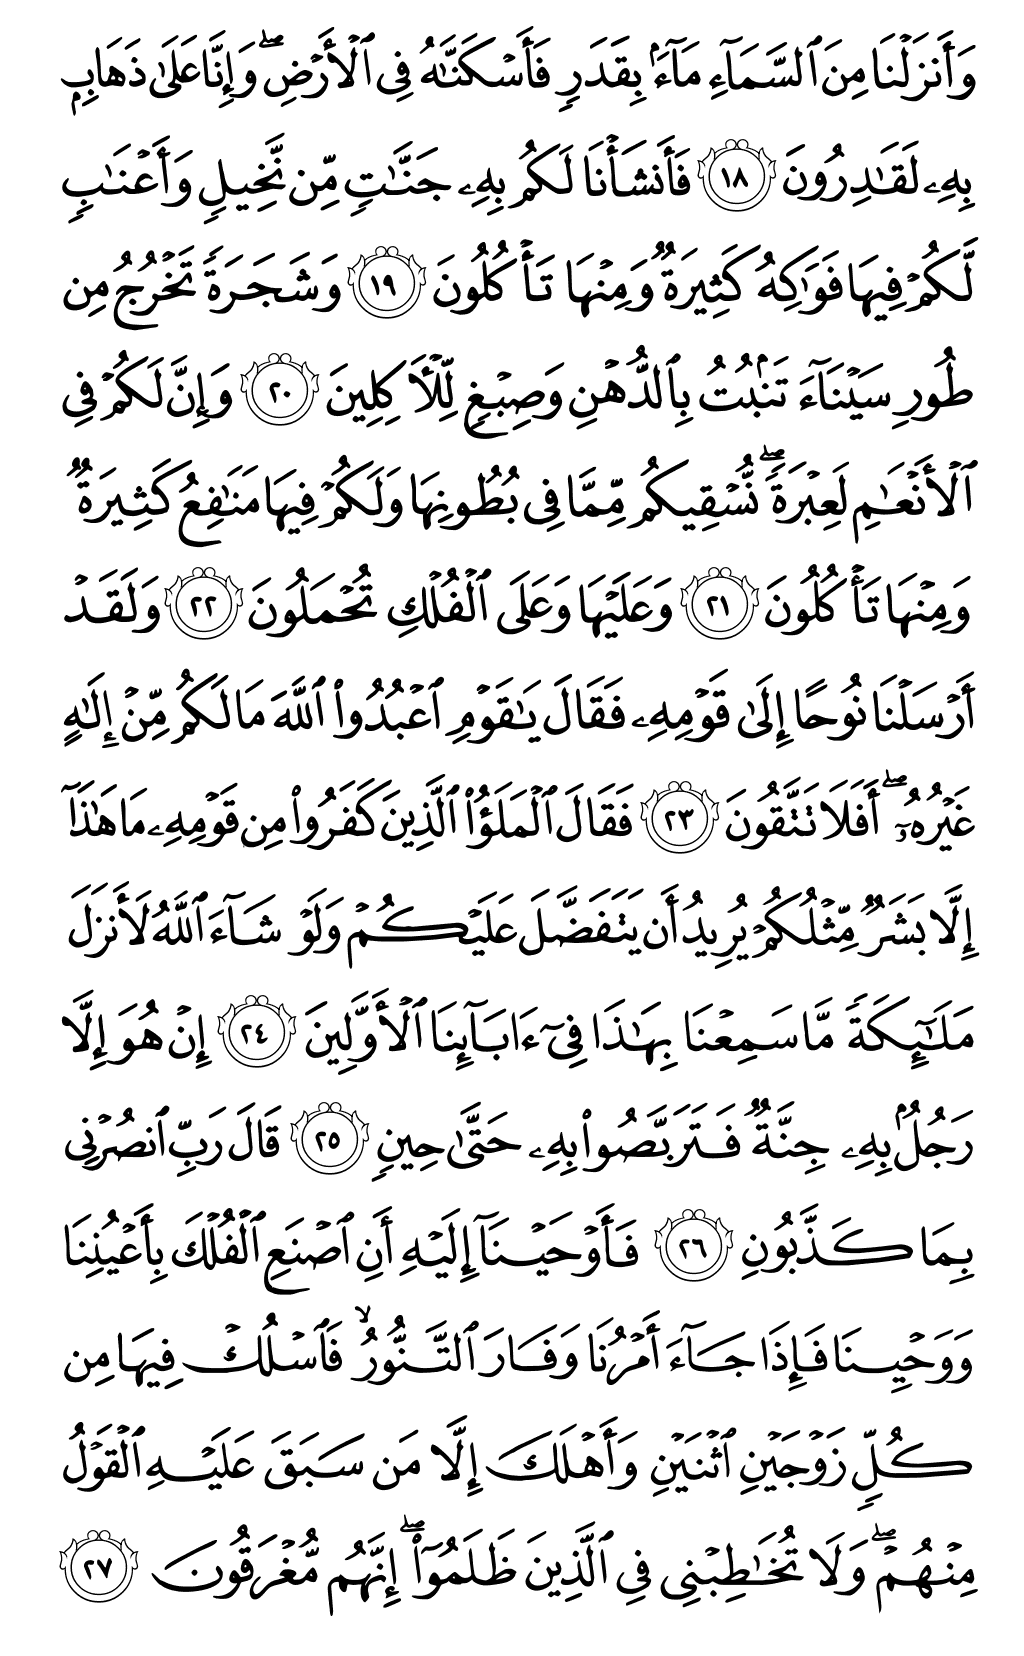 وَأَنزَلۡنَا مِنَ ٱلسَّمَآءِ مَآءَۢ بِقَدَرٖ فَأَسۡكَنَّٰهُ فِي ٱلۡأَرۡضِۖ وَإِنَّا عَلَىٰ ذَهَابِۭ
بِهِۦ لَقَٰدِرُونَ ١٨ فَأَنشَأۡنَا لَكُم بِهِۦ جَنَّٰتٖ مِّن نَّخِيلٖ وَأَعۡنَٰبٖ
لَّكُمۡ فِيهَا فَوَٰكِهُ كَثِيرَةٞ وَمِنۡهَا تَأۡكُلُونَ ١٩ وَشَجَرَةٗ تَخۡرُجُ مِن
طُورِ سَيۡنَآءَ تَنۢبُتُ بِٱلدُّهۡنِ وَصِبۡغٖ لِّلۡأٓكِلِينَ ٢٠ وَإِنَّ لَكُمۡ فِي
ٱلۡأَنۡعَٰمِ لَعِبۡرَةٗۖ نُّسۡقِيكُم مِّمَّا فِي بُطُونِهَا وَلَكُمۡ فِيهَا مَنَٰفِعُ كَثِيرَةٞ
وَمِنۡهَا تَأۡكُلُونَ ٢١ وَعَلَيۡهَا وَعَلَى ٱلۡفُلۡكِ تُحۡمَلُونَ ٢٢ وَلَقَدۡ
أَرۡسَلۡنَا نُوحًا إِلَىٰ قَوۡمِهِۦ فَقَالَ يَٰقَوۡمِ ٱعۡبُدُواْ ٱللَّهَ مَا لَكُم مِّنۡ إِلَٰهٍ
غَيۡرُهُۥٓۖ أَفَلَا تَتَّقُونَ ٢٣ فَقَالَ ٱلۡمَلَؤُاْ ٱلَّذِينَ كَفَرُواْ مِن قَوۡمِهِۦ مَا هَٰذَآ
إِلَّا بَشَرٞ مِّثۡلُكُمۡ يُرِيدُ أَن يَتَفَضَّلَ عَلَيۡكُمۡ وَلَوۡ شَآءَ ٱللَّهُ لَأَنزَلَ
مَلَٰٓئِكَةٗ مَّا سَمِعۡنَا بِهَٰذَا فِيٓ ءَابَآئِنَا ٱلۡأَوَّلِينَ ٢٤ إِنۡ هُوَ إِلَّا
رَجُلُۢ بِهِۦ جِنَّةٞ فَتَرَبَّصُواْ بِهِۦ حَتَّىٰ حِينٖ ٢٥ قَالَ رَبِّ ٱنصُرۡنِي
بِمَا كَذَّبُونِ ٢٦ فَأَوۡحَيۡنَآ إِلَيۡهِ أَنِ ٱصۡنَعِ ٱلۡفُلۡكَ بِأَعۡيُنِنَا
وَوَحۡيِنَا فَإِذَا جَآءَ أَمۡرُنَا وَفَارَ ٱلتَّنُّورُۙ فَٱسۡلُكۡ فِيهَا مِن
كُلّٖ زَوۡجَيۡنِ ٱثۡنَيۡنِ وَأَهۡلَكَ إِلَّا مَن سَبَقَ عَلَيۡهِ ٱلۡقَوۡلُ
مِنۡهُمۡۖ وَلَا تُخَٰطِبۡنِي فِي ٱلَّذِينَ ظَلَمُوٓاْۖ إِنَّهُم مُّغۡرَقُونَ ٢٧